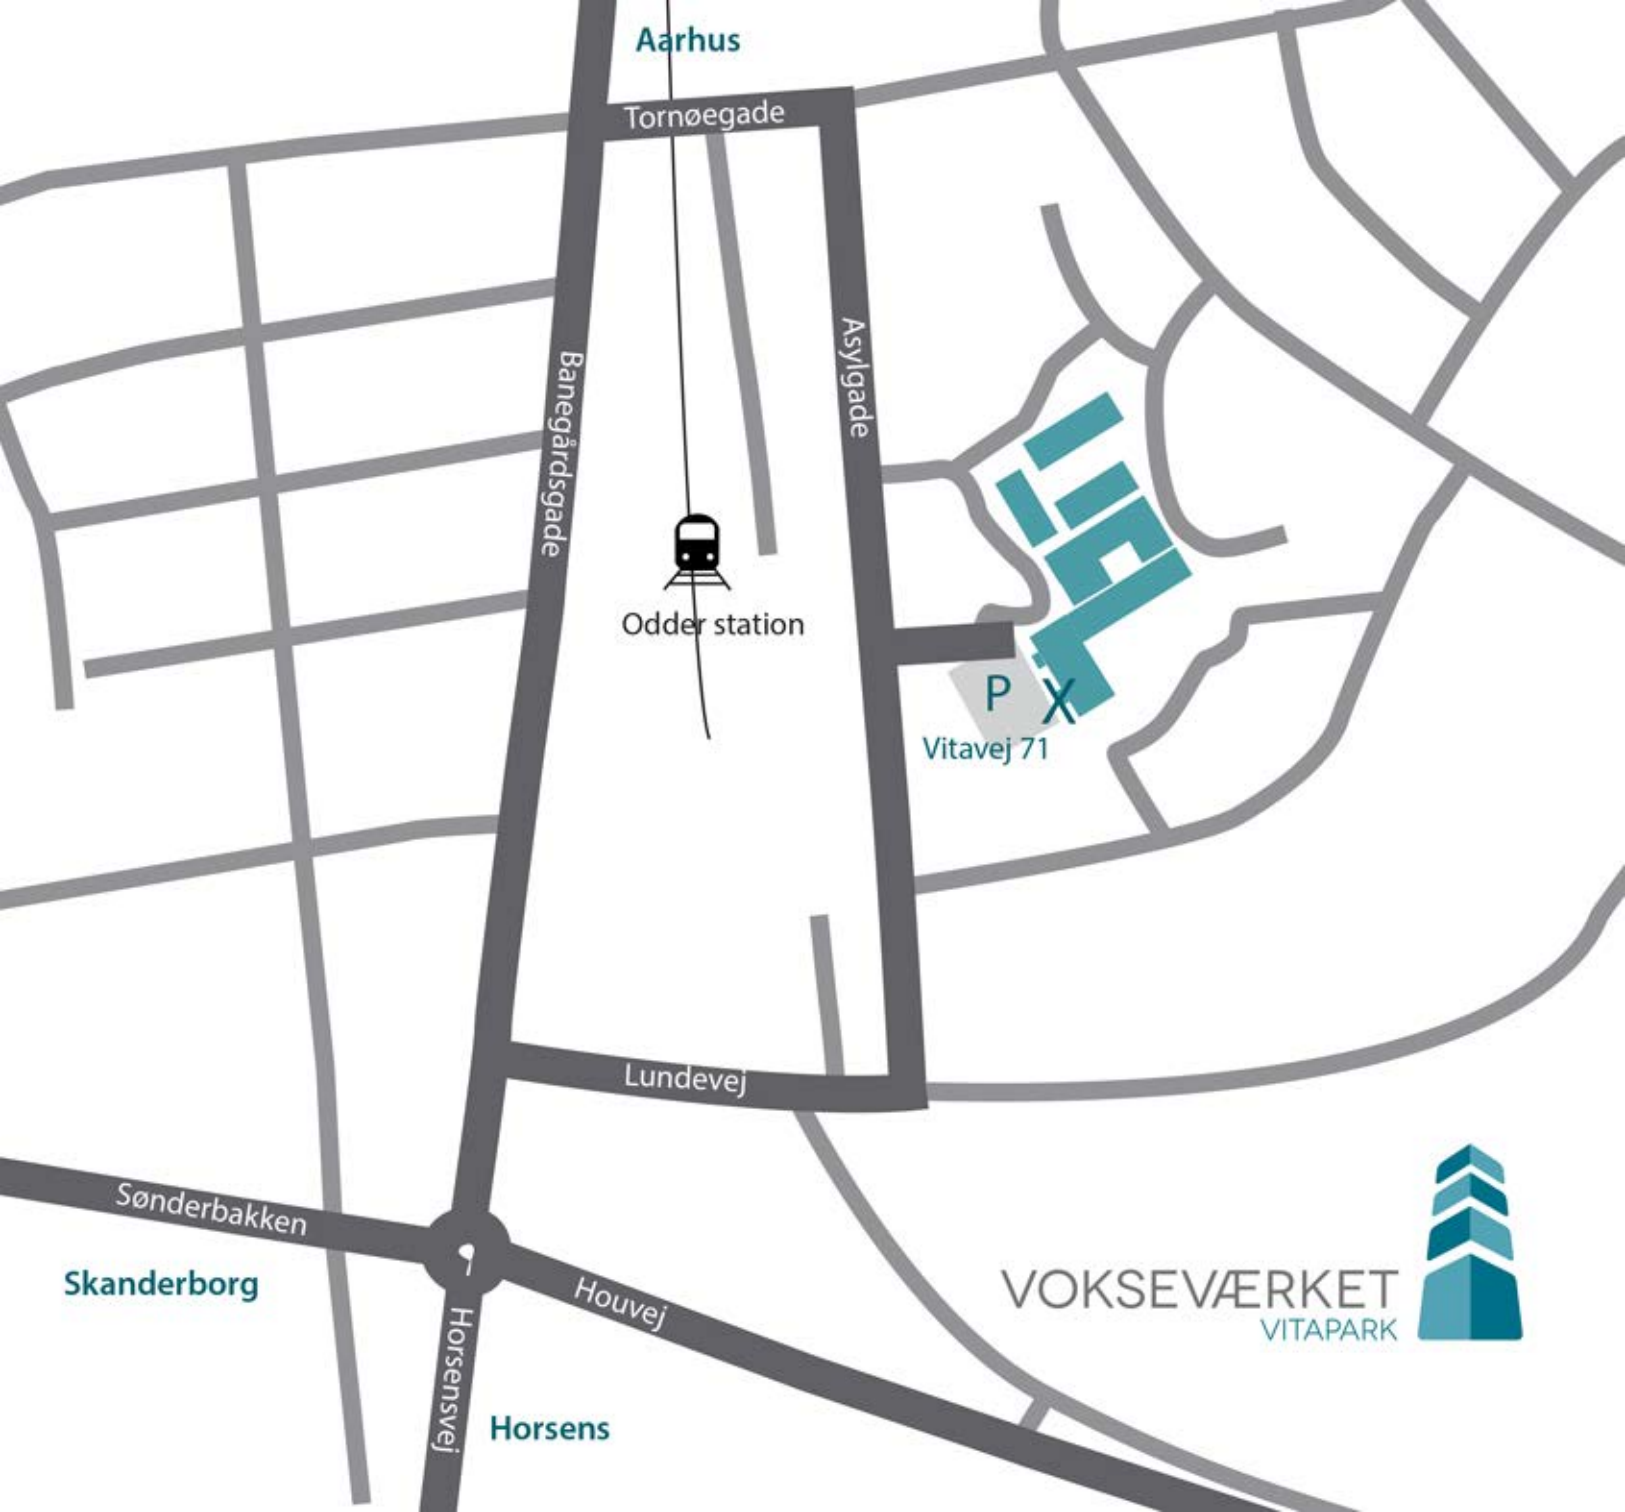 Aarhus
Tornøegade
Banegårdsgade
Asylgade
Odder station
P
X
Vitavej 71
Lundevej
Sønderbakken
Skanderborg
Houvej
Horsensvej
Horsens
VOKSEVÆRKET
VITAPARK